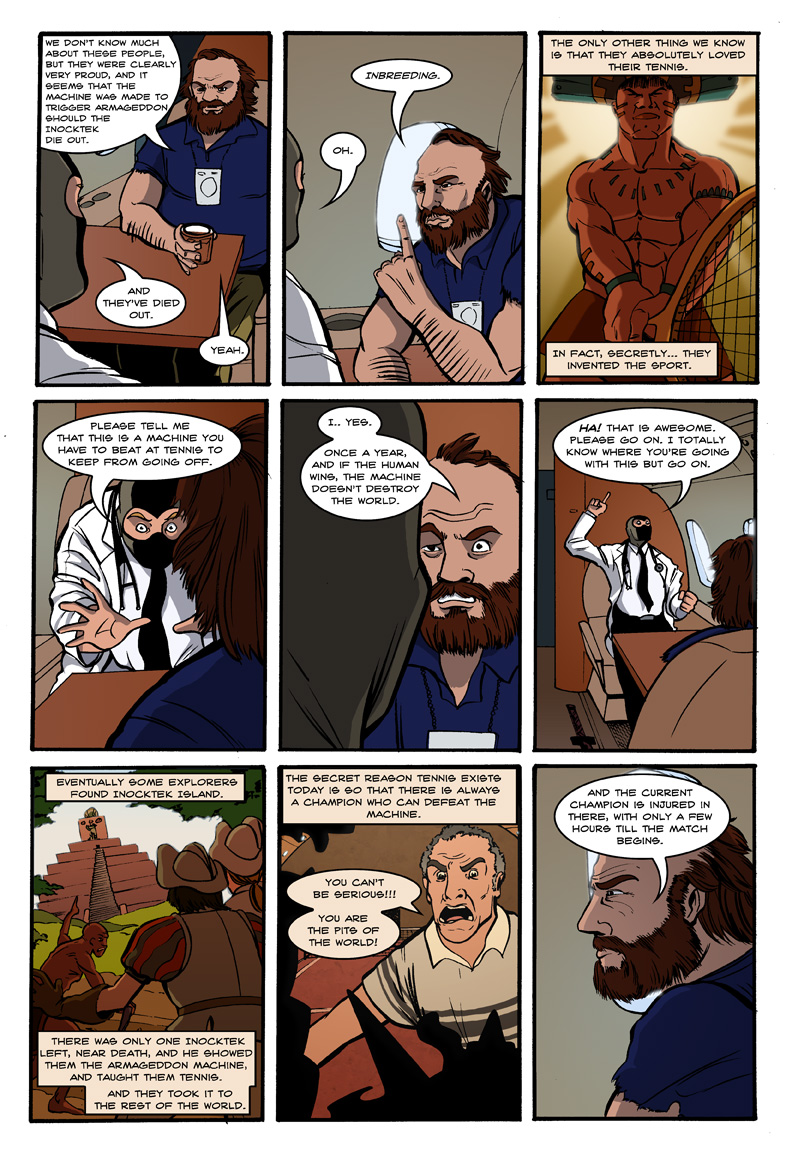 WE DON'T KNOW MUCH
ABOUT THESE PEOPLE,
BUT THEY WERE CLEARLY
VERY PROUD, AND IT
SEEMS THAT THE
MACHINE WAS MADE TO
TRIGGER ARMAGEDDON
SHOULD THE
INOCKTEK
DIE OUT.
AND
THEY'VE DIED
OUT.
YEAH.
INBREEDING.
OH.
THE ONLY OTHER THING WE KNOW
IS THAT THEY ABSOLUTELY LOVED
THEIR TENNIS.
IN FACT, SECRETLY... THEY
INVENTED THE SPORT.
PLEASE TELL ME
THAT THIS IS A MACHINE YOU
HAVE TO BEAT AT TENNIS TO
KEEP FROM GOING OFF.
I.. YES.
ONCE A YEAR,
AND IF THE HUMAN
WINS, THE MACHINE
DOESN'T DESTROY
THE WORLD.
HA! THAT IS AWESOME.
PLEASE GO ON. I TOTALLY
KNOW WHERE YOU'RE GOING
WITH THIS BUT GO ON.
EVENTUALLY SOME EXPLORERS
FOUND INOCKTEK ISLAND.
THERE WAS ONLY ONE INOCKTEK
LEFT, NEAR DEATH, AND HE SHOWED
THEM THE ARMAGEDDON MACHINE,
AND TAUGHT THEM TENNIS.
AND THEY TOOK IT TO
THE REST OF THE WORLD.
THE SECRET REASON TENNIS EXISTS
TODAY IS SO THAT THERE IS ALWAYS
A CHAMPION WHO CAN DEFEAT THE
MACHINE.
YOU CAN'T
BE SERIOUS!!!
YOU ARE
THE PITS OF
THE WORLD!
AND THE CURRENT
CHAMPION IS INJURED IN
THERE, WITH ONLY A FEW
HOURS TILL THE MATCH
BEGINS.